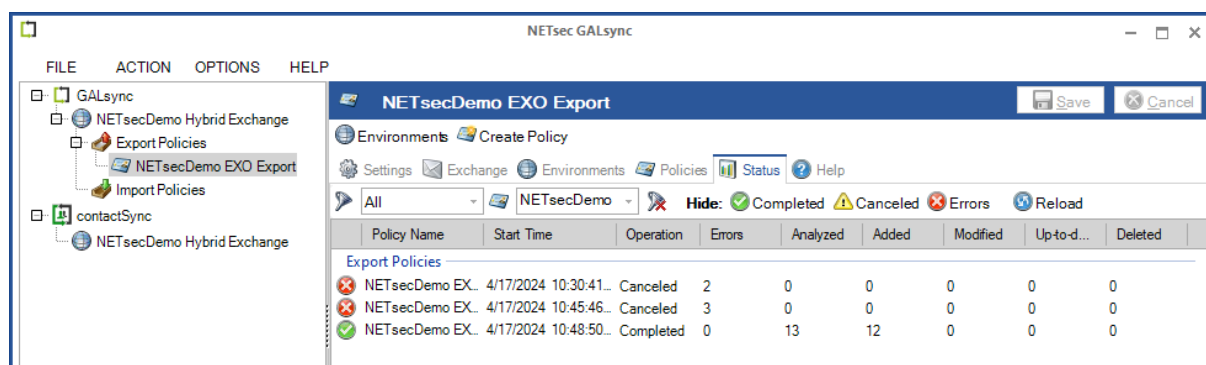 NETsec GALsync
FILE ACTION OPTIONS HELP
GALsync
NETsecDemo Hybrid Exchange
Export Policies
NETsecDemo EXO Export
Import Policies
contactSync
NETsecDemo Hybrid Exchange
NETsecDemo EXO Export Save Cancel
Environments Create Policy
Settings Exchange Environments Policies Status Help
All NETsecDemo Hide: Completed Canceled Errors Reload
Policy Name Start Time Operation Errors Analyzed Added Modified Up-to-d... Deleted
Export Policies
NETsecDemo EX... 4/17/2024 10:30:41... Canceled 2 0 0 0 0 0
NETsecDemo EX... 4/17/2024 10:45:46... Canceled 3 0 0 0 0 0
NETsecDemo EX... 4/17/2024 10:48:50... Completed 0 13 12 0 0 0